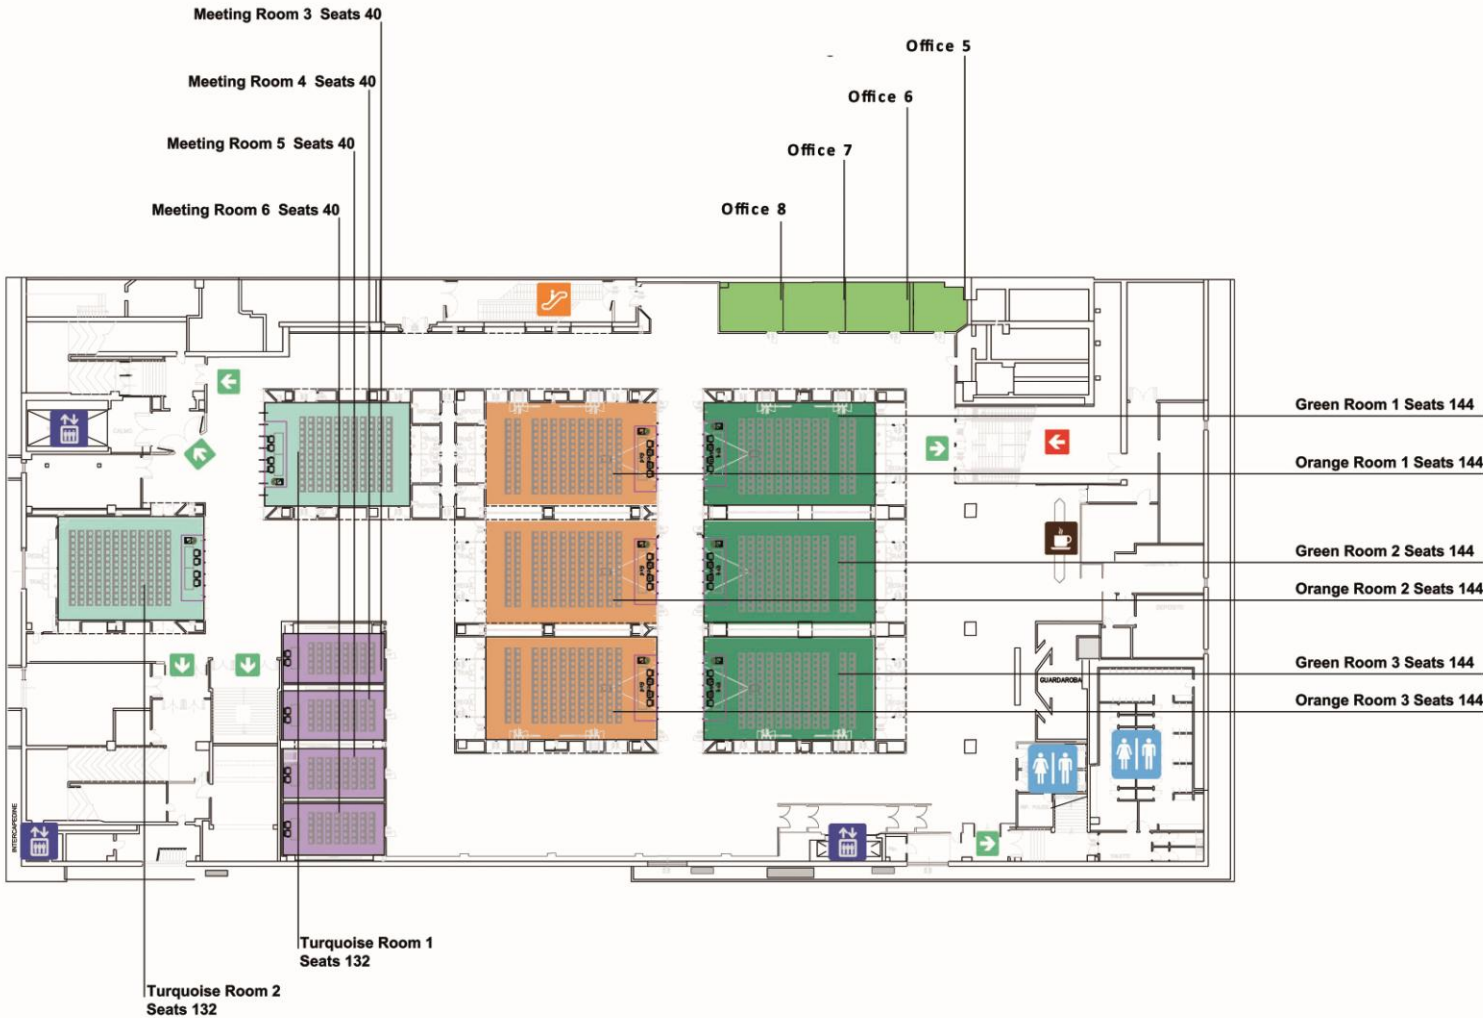 Meeting Room 3 Seats 40
Office 5
Meeting Room 4 Seats 40
Office 6
Meeting Room 5 Seats 40
Office 7
Meeting Room 6 Seats 40
Office 8
Green Room 1 Seats 144
Orange Room 1 Seats 144
Green Room 2 Seats 144
Orange Room 2 Seats 144
Green Room 3 Seats 144
GUARDAROBA
Orange Room 3 Seats 144
INTERCAPEDINE
Turquoise Room 1
Seats 132
Turquoise Room 2
Seats 132